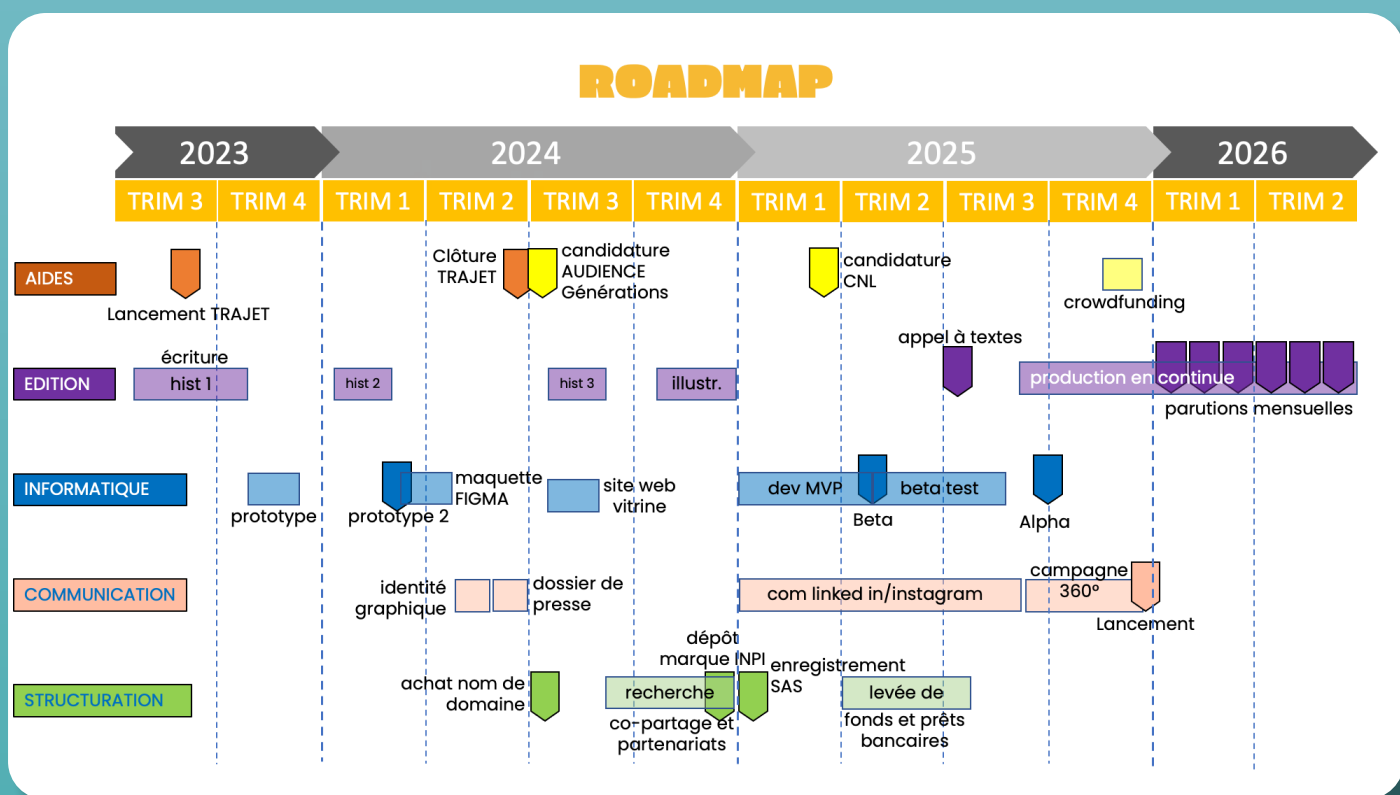 ROADMAP
2023 2024 2025 2026
TRIM 3 TRIM 4 TRIM 1 TRIM 2 TRIM 3 TRIM 4 TRIM 1 TRIM 2 TRIM 3 TRIM 4 TRIM 1 TRIM 2
AIDES
Lancement TRAJET
Clôture
TRAJET
candidature
AUDIENCE
Générations
candidature
CNL
crowdfunding
EDITION
écriture
hist 1
hist 2
hist 3
illustr.
appel à textes
production en continue
parutions mensuelles
INFORMATIQUE
prototype
prototype 2
maquette
FIGMA
site web
vitrine
dev MVP
Beta
beta test
Alpha
COMMUNICATION
identité
graphique
dossier de
presse
com linked in/instagram
campagne
360°
Lancement
STRUCTURATION
achat nom de
domaine
dépôt
marque INPI
recherche
co-partage et
partenariats
enregistrement
SAS
levée de
fonds et prêts
bancaires